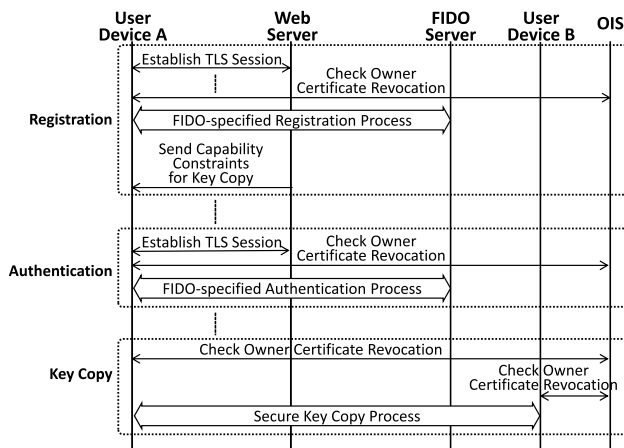 User
Device A
Web
Server
FIDO
Server
User
Device B
OIS
Establish TLS Session
Check Owner
Certificate Revocation
Registration
FIDO-specified Registration Process
Send Capability
Constraints
for Key Copy
Establish TLS Session
Check Owner
Certificate Revocation
Authentication
FIDO-specified Authentication Process
Check Owner Certificate Revocation
Key Copy
Check Owner
Certificate Revocation
Secure Key Copy Process